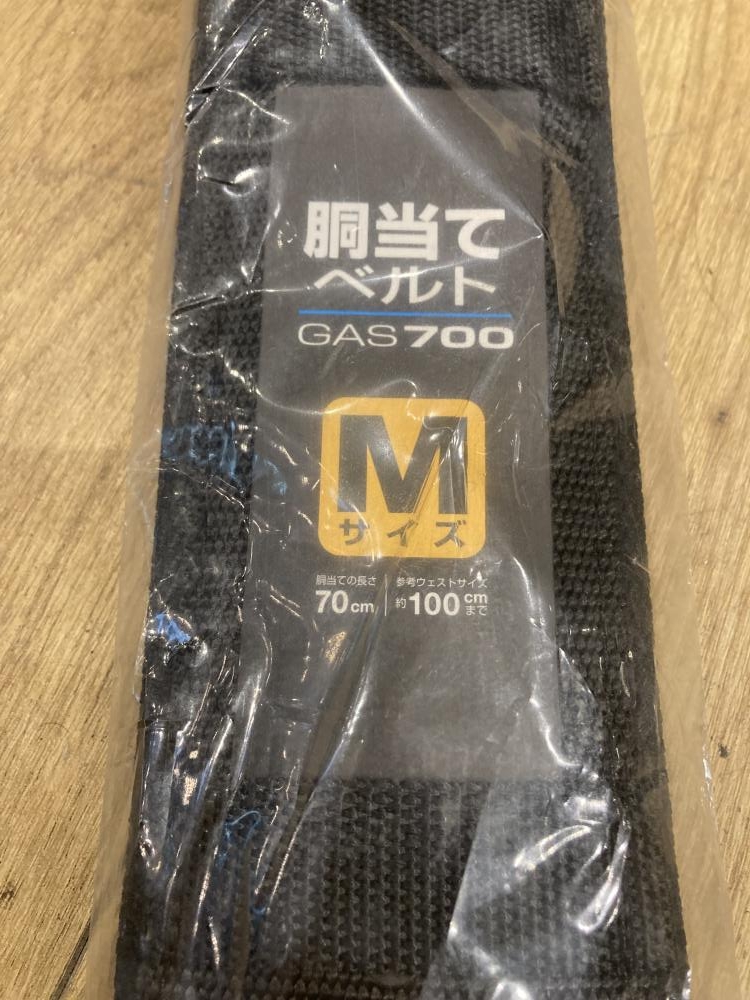 胴当て
ベルト
GAS700
M
サイズ
胴当ての長さ
70cm
参考ウェストサイズ
約100cmまで